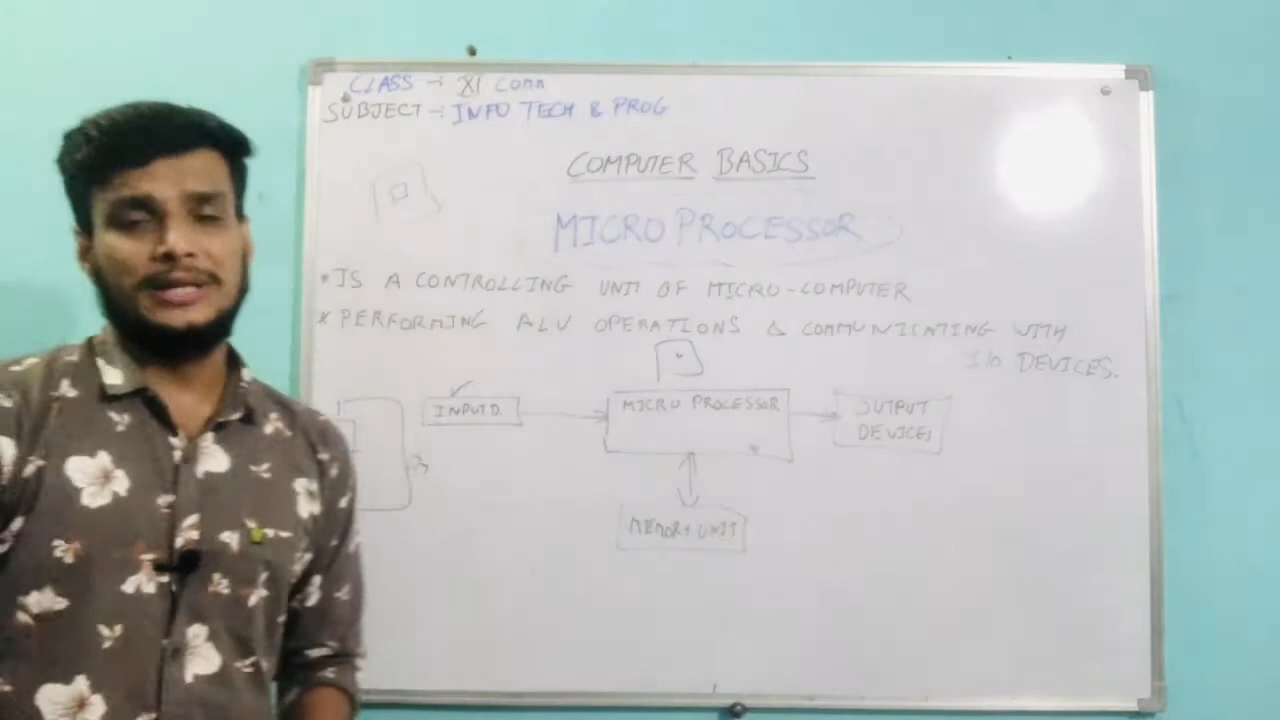 CLASS -: XI COMM
SUBJECT -: INFO TECH & PROG
COMPUTER BASICS
MICRO PROCESSOR
* IS A CONTROLLING UNIT OF MICRO-COMPUTER
* PERFORMING ALU OPERATIONS & COMMUNICATING WITH
I/O DEVICES.
INPUT D.
MICRO PROCESSOR
OUTPUT
DEVICES
MEMORY UNIT